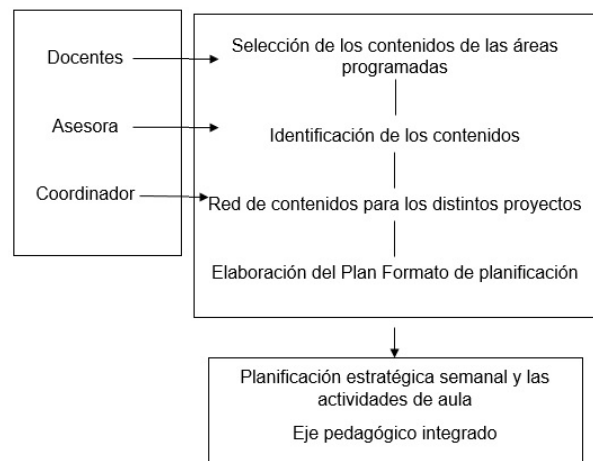 Docentes
Asesora
Coordinador
Selección de los contenidos de las áreas
programadas
Identificación de los contenidos
Red de contenidos para los distintos proyectos
Elaboración del Plan Formato de planificación
Planificación estratégica semanal y las
actividades de aula
Eje pedagógico integrado